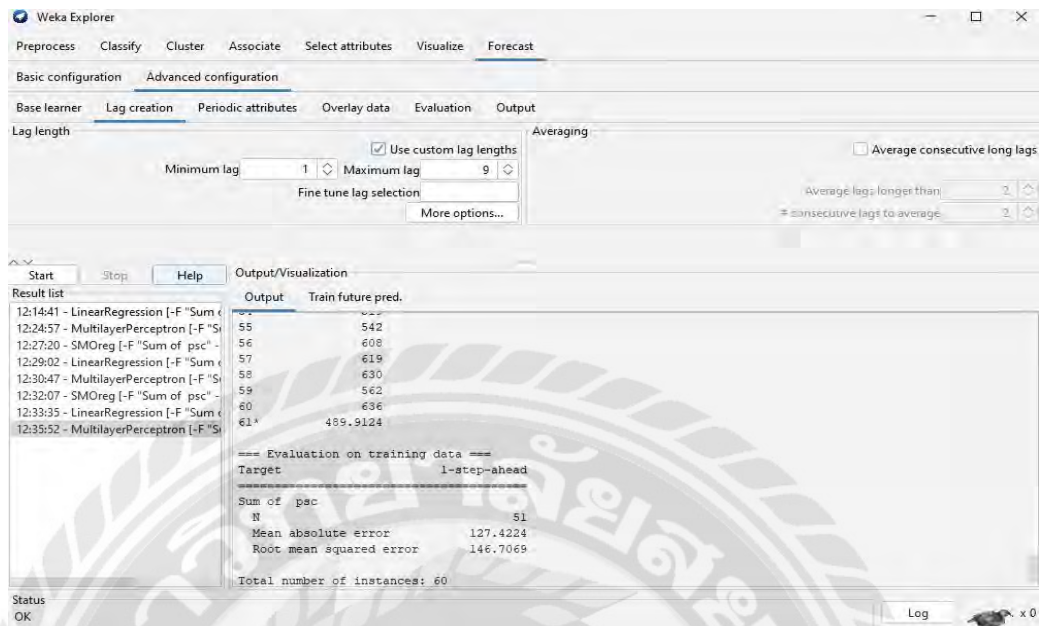 Weka Explorer
Preprocess Classify Cluster Associate Select attributes Visualize Forecast
Basic configuration Advanced configuration
Base learner Lag creation Periodic attributes Overlay data Evaluation Output
Lag length
Use custom lag lengths
Minimum lag 1 Maximum lag 9
Fine tune lag selection
More options...
Averaging
Average consecutive long lags
Average lags longer than 2
# consecutive lags to average 2
Start Stop Help
Result list
12:14:41 - LinearRegression [-F "Sum
12:24:57 - MultilayerPerceptron [-F "S
12:27:20 - SMOreg [-F "Sum of psc" -
12:29:02 - LinearRegression [-F "Sum
12:30:47 - MultilayerPerceptron [-F "S
12:32:07 - SMOreg [-F "Sum of psc" -
12:33:35 - LinearRegression [-F "Sum
12:35:52 - MultilayerPerceptron [-F "S
Output/Visualization
Output Train future pred.
55 542
56 608
57 619
58 630
59 562
60 636
61* 489.9124
=== Evaluation on training data ===
Target 1-step-ahead
Sum of psc
N 51
Mean absolute error 127.4224
Root mean squared error 146.7069
Total number of instances: 60
Status
OK
Log x 0